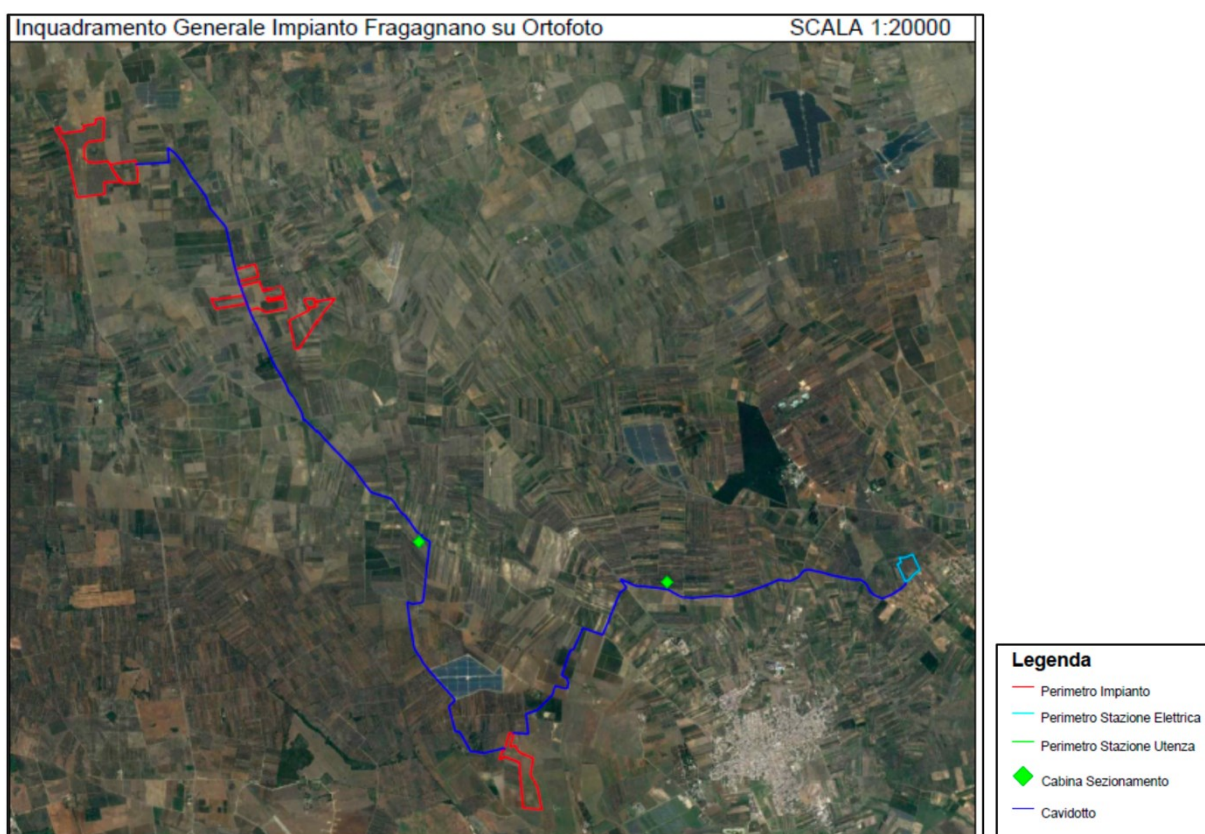 Inquadramento Generale Impianto Fragagnano su Ortofoto SCALA 1:20000
Legenda
Perimetro Impianto
Perimetro Stazione Elettrica
Perimetro Stazione Utenza
Cabina Sezionamento
Cavidotto